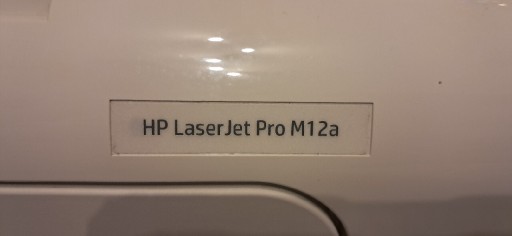 HP LaserJet Pro M12a